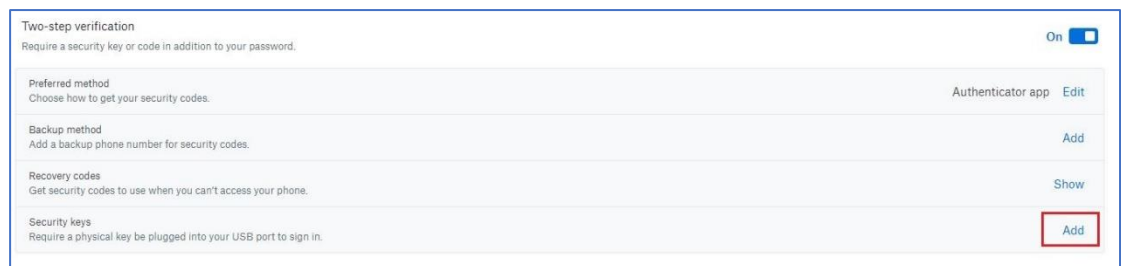 Two-step verification
Require a security key or code in addition to your password.
On
Preferred method
Choose how to get your security codes.
Authenticator app Edit
Backup method
Add a backup phone number for security codes.
Add
Recovery codes
Get security codes to use when you can't access your phone.
Show
Security keys
Require a physical key be plugged into your USB port to sign in.
Add